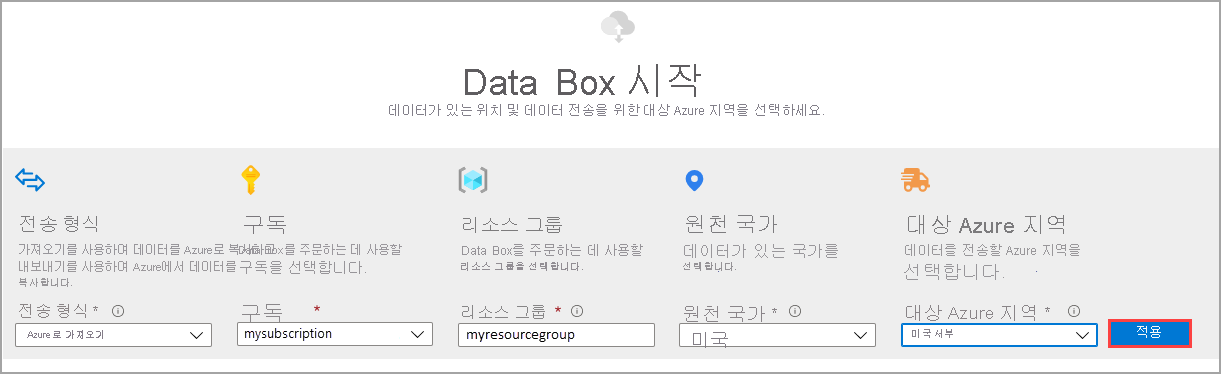 Data Box 시작
데이터가 있는 위치 및 데이터 전송을 위한 대상 Azure 지역을 선택하세요.
전송 형식
가져오기를 사용하여 데이터를 Azure로 복사하고
내보내기를 사용하여 Azure에서 데이터를
복사합니다.
전송 형식 *
Azure로 가져오기
구독
Data Box를 주문하는 데 사용할
구독을 선택합니다.
구독 *
mysubscription
리소스 그룹
Data Box를 주문하는 데 사용할
리소스 그룹을 선택합니다.
리소스 그룹 *
myresourcegroup
원천 국가
데이터가 있는 국가를
선택합니다.
원천 국가 *
미국
대상 Azure 지역
데이터를 전송할 Azure 지역을
선택합니다.
대상 Azure 지역 *
미국 서부
적용